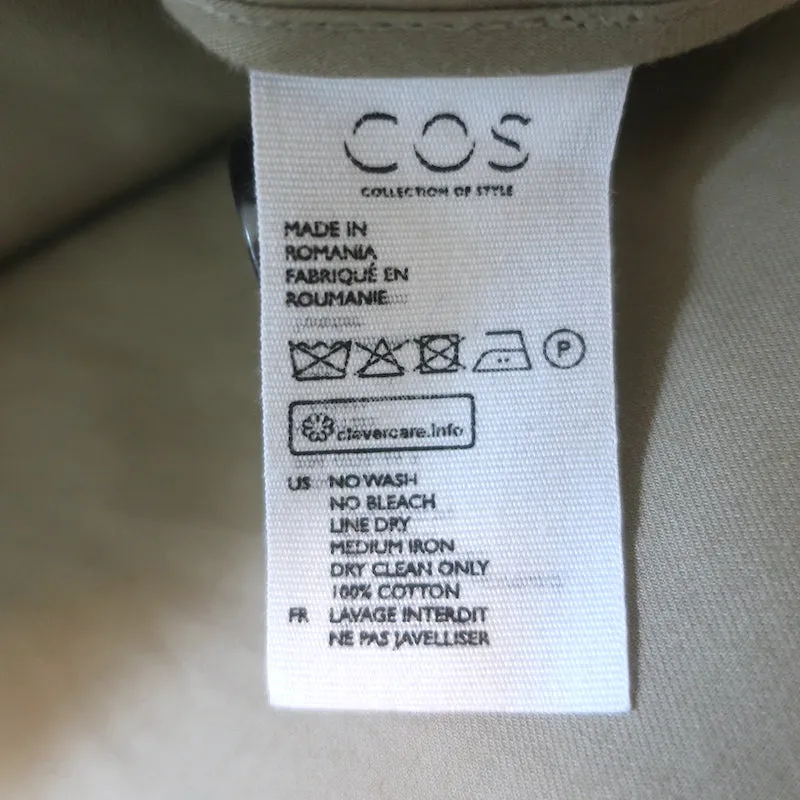 COS
COLLECTION OF STYLE
MADE IN
ROMANIA
FABRIQUÉ EN
ROUMANIE
P
clevercare.info
US NO WASH
NO BLEACH
LINE DRY
MEDIUM IRON
DRY CLEAN ONLY
100% COTTON
FR LAVAGE INTERDIT
NE PAS JAVELLISER